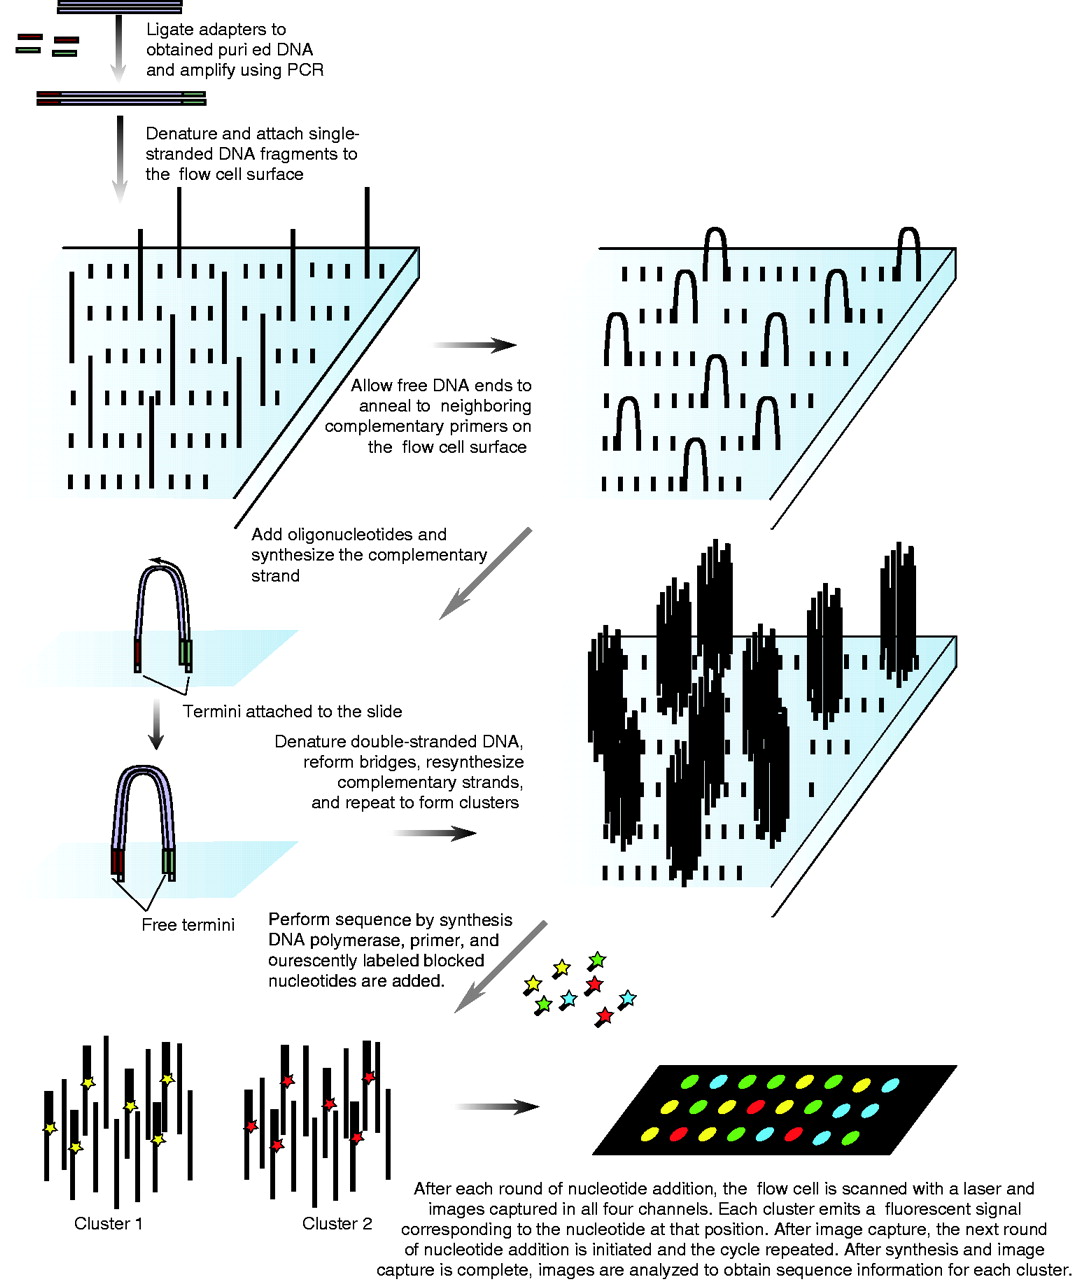 Ligate adapters to
obtained puri ed DNA
and amplify using PCR
Denature and attach single-
stranded DNA fragments to
the flow cell surface
Allow free DNA ends to
anneal to neighboring
complementary primers on
the flow cell surface
Add oligonucleotides and
synthesize the complementary
strand
Termini attached to the slide
Denature double-stranded DNA,
reform bridges, resynthesize
complementary strands,
and repeat to form clusters
Free termini
Perform sequence by synthesis
DNA polymerase, primer, and
ourescently labeled blocked
nucleotides are added.
Cluster 1
Cluster 2
After each round of nucleotide addition, the flow cell is scanned with a laser and
images captured in all four channels. Each cluster emits a fluorescent signal
corresponding to the nucleotide at that position. After image capture, the next round
of nucleotide addition is initiated and the cycle repeated. After synthesis and image
capture is complete, images are analyzed to obtain sequence information for each cluster.